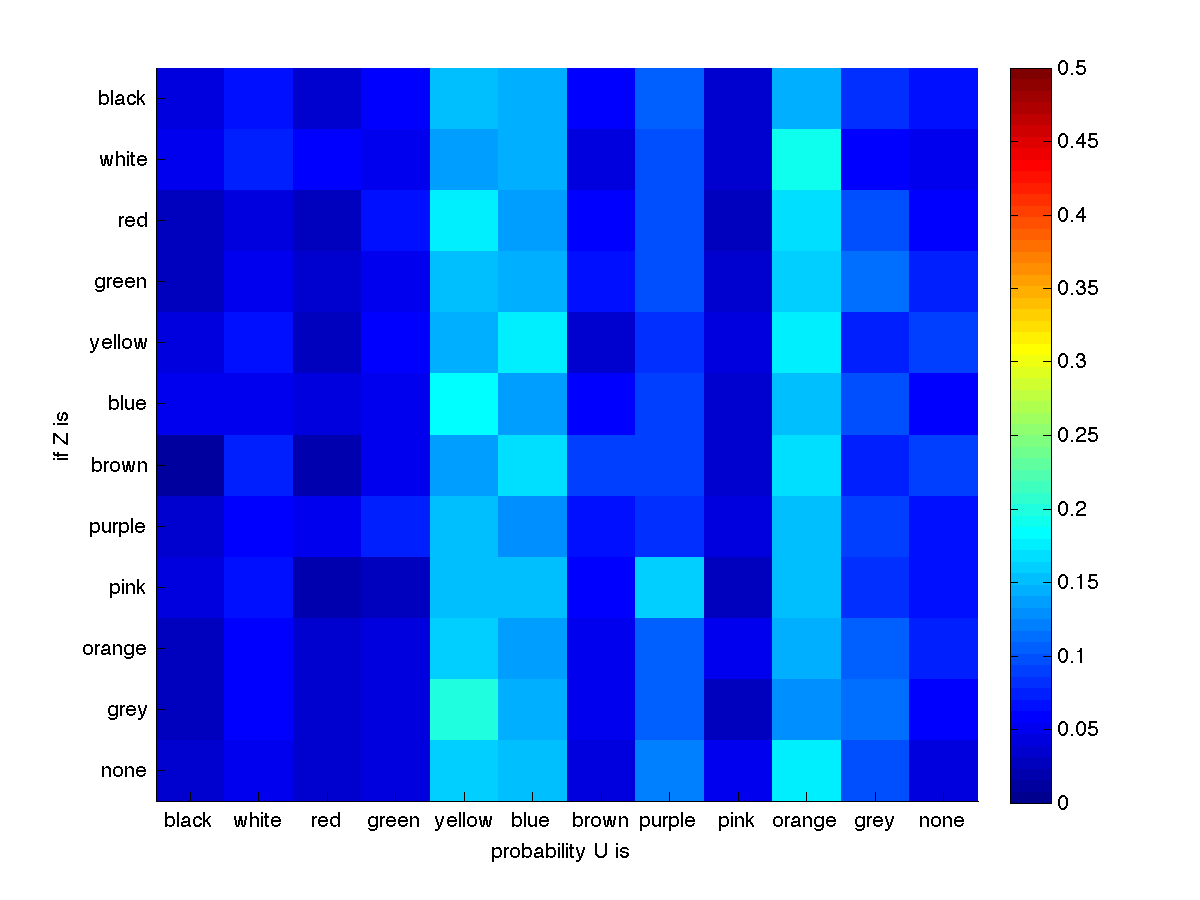 black
white
red
green
yellow
blue
brown
purple
pink
orange
grey
none
if Z is
black white red green yellow blue brown purple pink orange grey none
probability U is
0.5
0.45
0.4
0.35
0.3
0.25
0.2
0.15
0.1
0.05
0